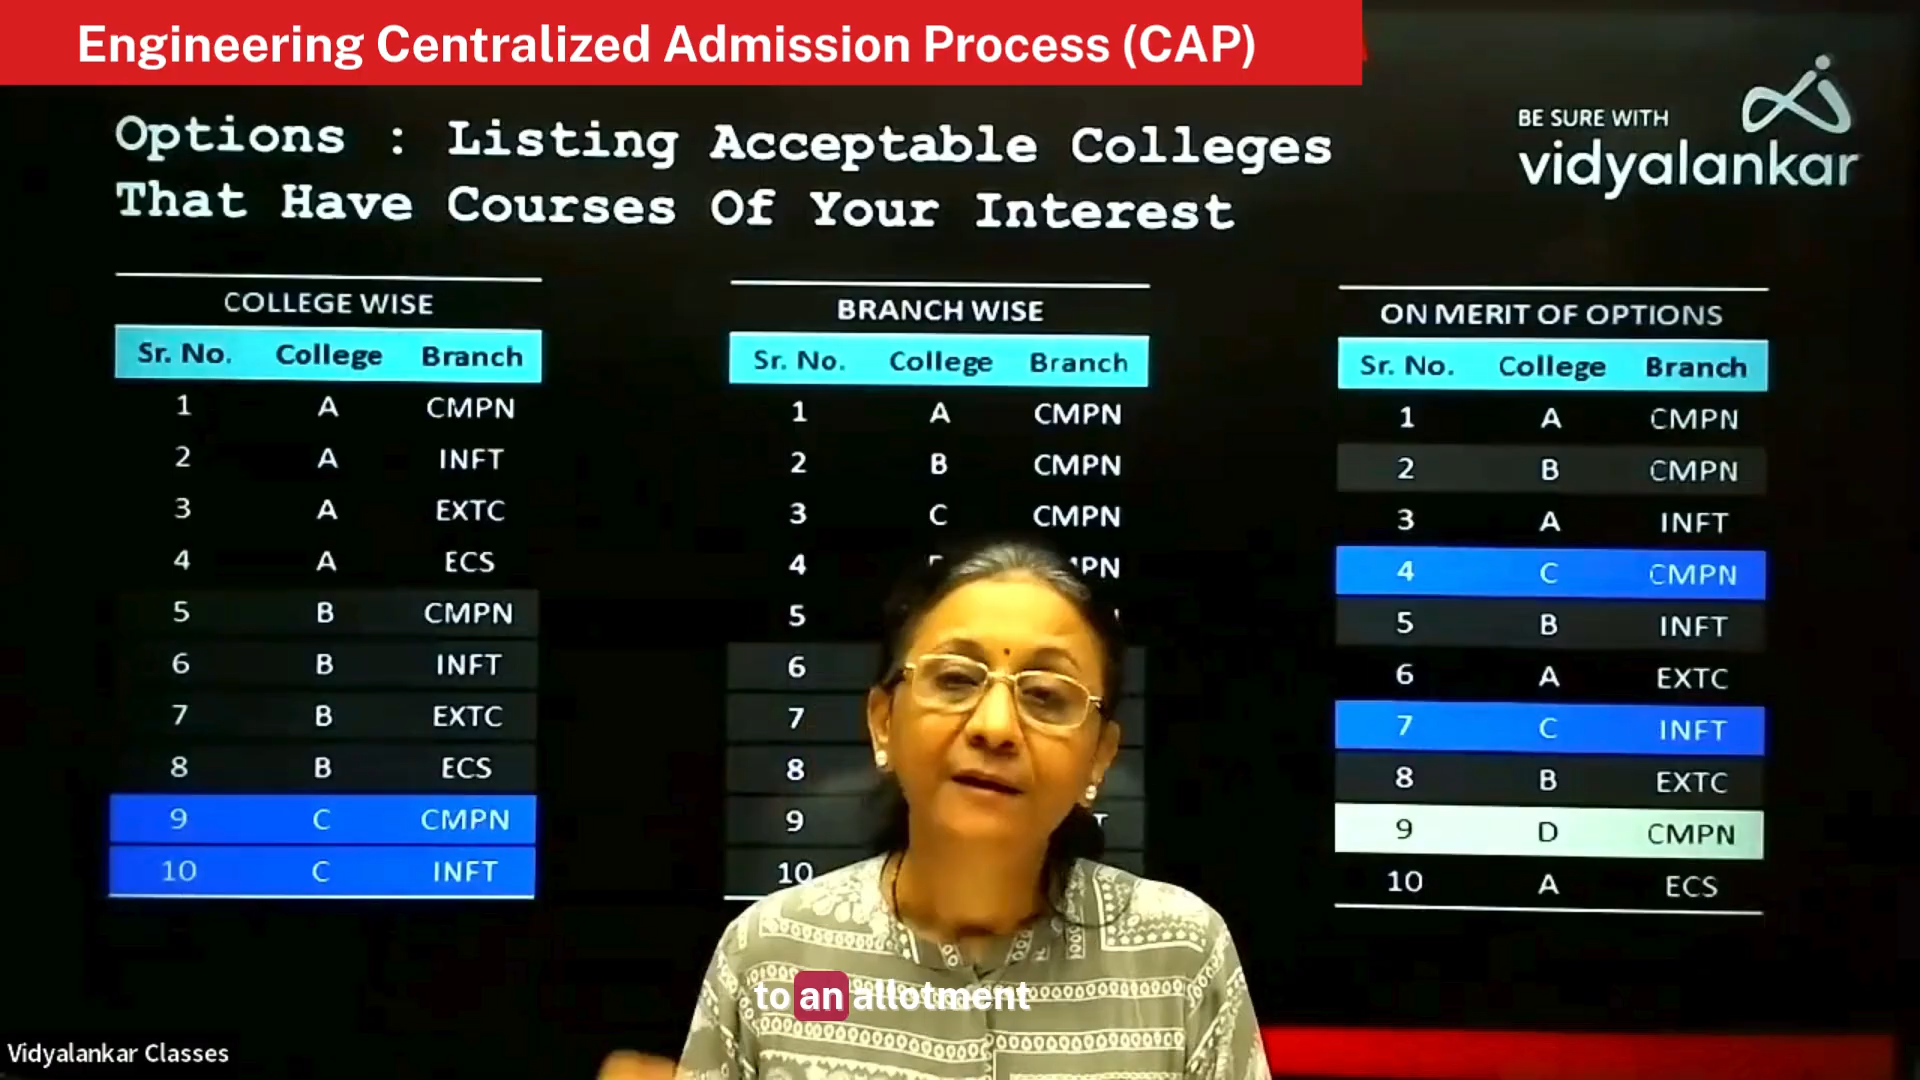 Engineering Centralized Admission Process (CAP)
Options : Listing Acceptable Colleges
That Have Courses Of Your Interest
BE SURE WITH
vidyalankar
COLLEGE WISE
Sr. No. College Branch
1 A CMPN
2 A INFT
3 A EXTC
4 A ECS
5 B CMPN
6 B INFT
7 B EXTC
8 B ECS
9 C CMPN
10 C INFT
BRANCH WISE
Sr. No. College Branch
1 A CMPN
2 B CMPN
3 C CMPN
4
5
6
7
8
9
10
ON MERIT OF OPTIONS
Sr. No. College Branch
1 A CMPN
2 B CMPN
3 A INFT
4 C CMPN
5 B INFT
6 A EXTC
7 C INFT
8 B EXTC
9 D CMPN
10 A ECS
to an allotment
Vidyalankar Classes